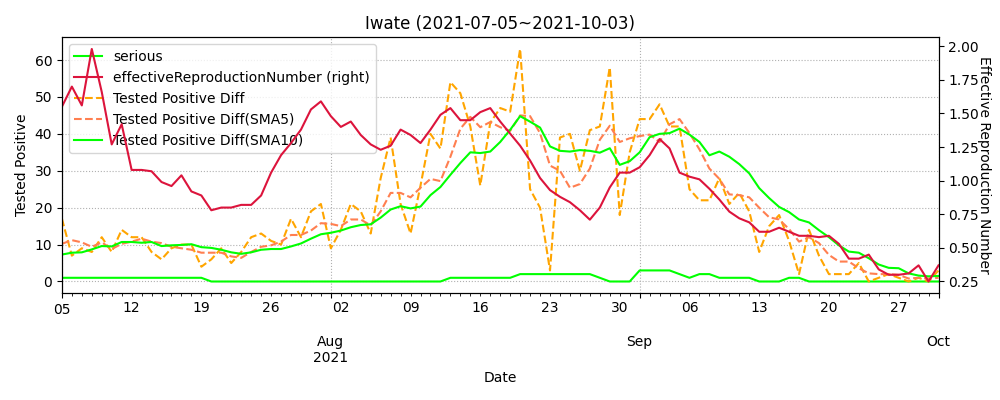 Iwate (2021-07-05~2021-10-03)
serious
effectiveReproductionNumber (right)
Tested Positive Diff
Tested Positive Diff(SMA5)
Tested Positive Diff(SMA10)
Tested Positive
60
50
40
30
20
10
0
2.00
1.75
1.50
1.25
1.00
0.75
0.50
0.25
Effective Reproduction Number
05 12 19 26 02 09 16 23 30 06 13 20 27
Aug Sep Oct
2021
Date